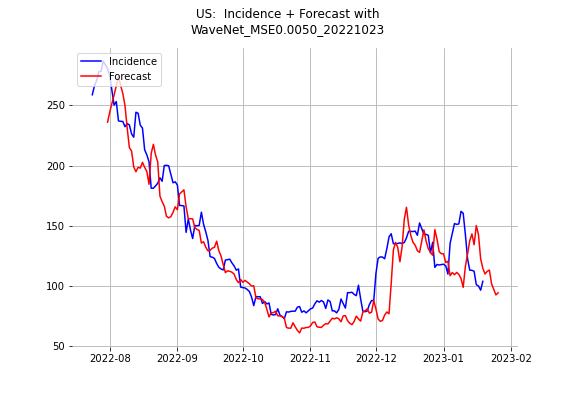 US:  Incidence + Forecast with
WaveNet_MSE0.0050_20221023
Incidence
Forecast
250
200
150
100
50
2022-08 2022-09 2022-10 2022-11 2022-12 2023-01 2023-02